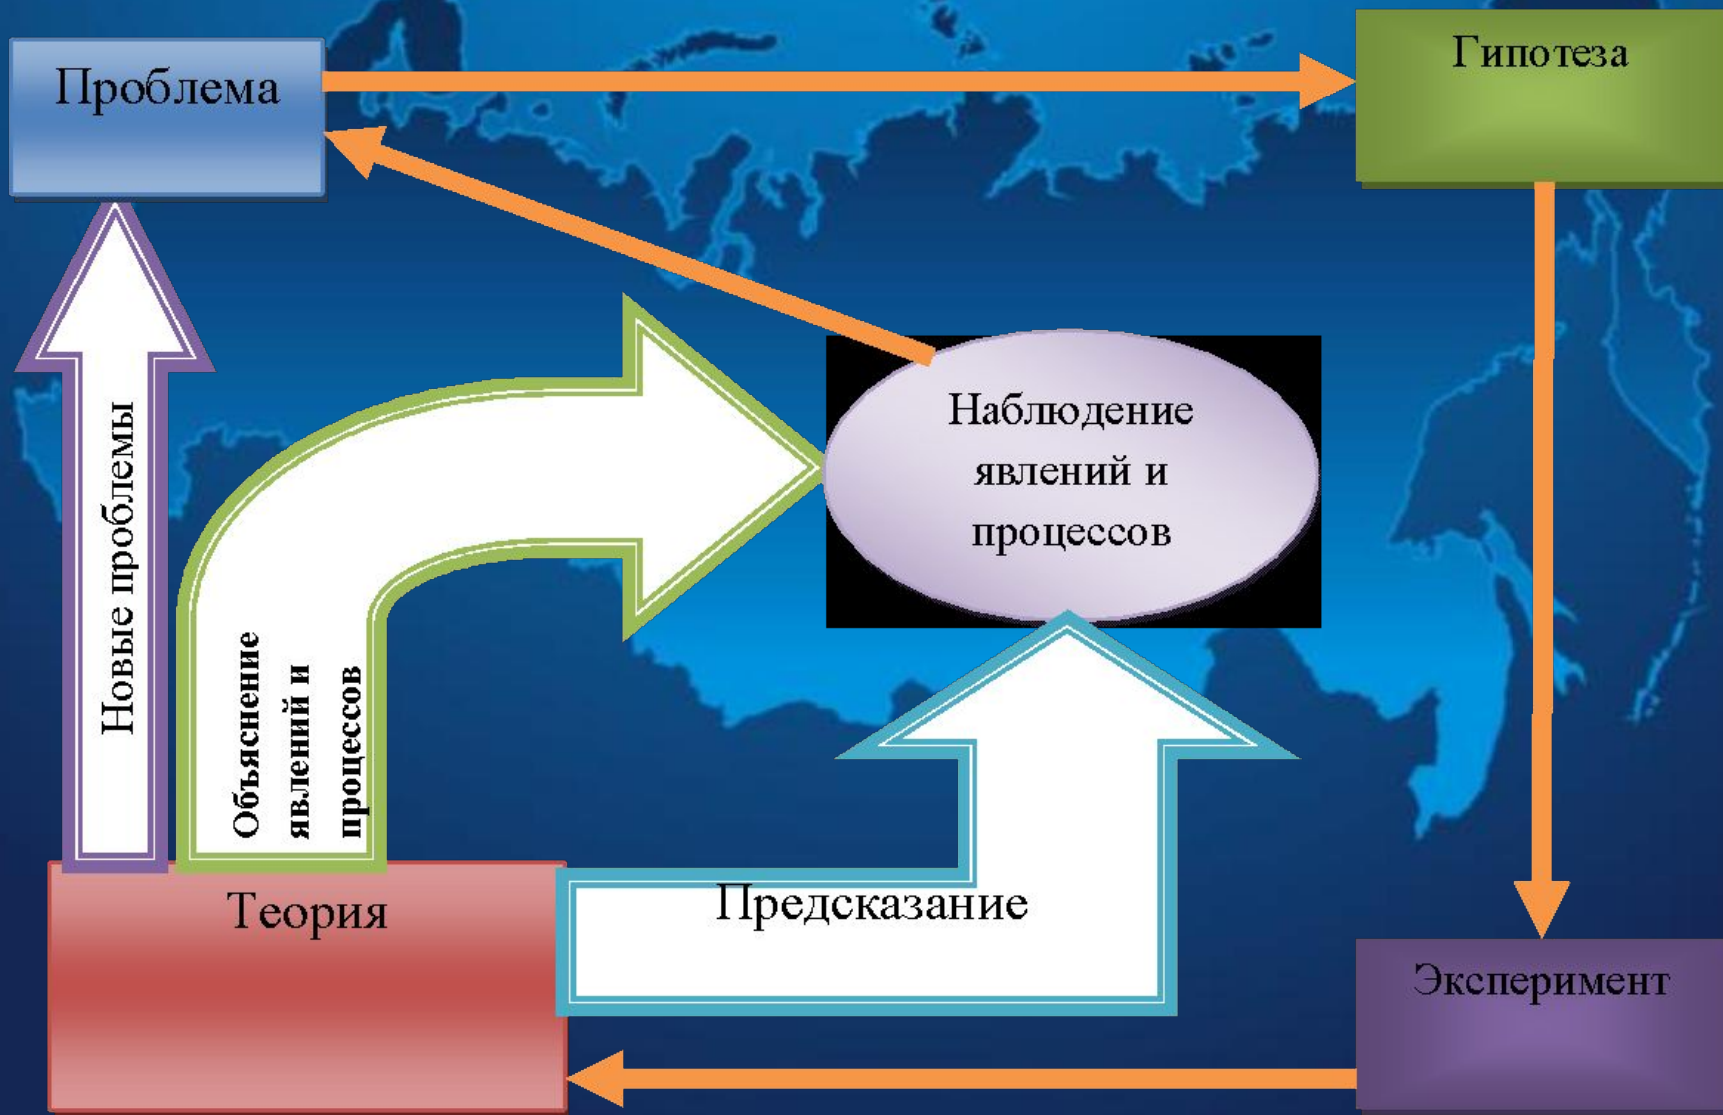 Проблема
Гипотеза
Наблюдение
явлений и
процессов
Новые проблемы
Объяснение
явлений и
процессов
Теория
Предсказание
Эксперимент